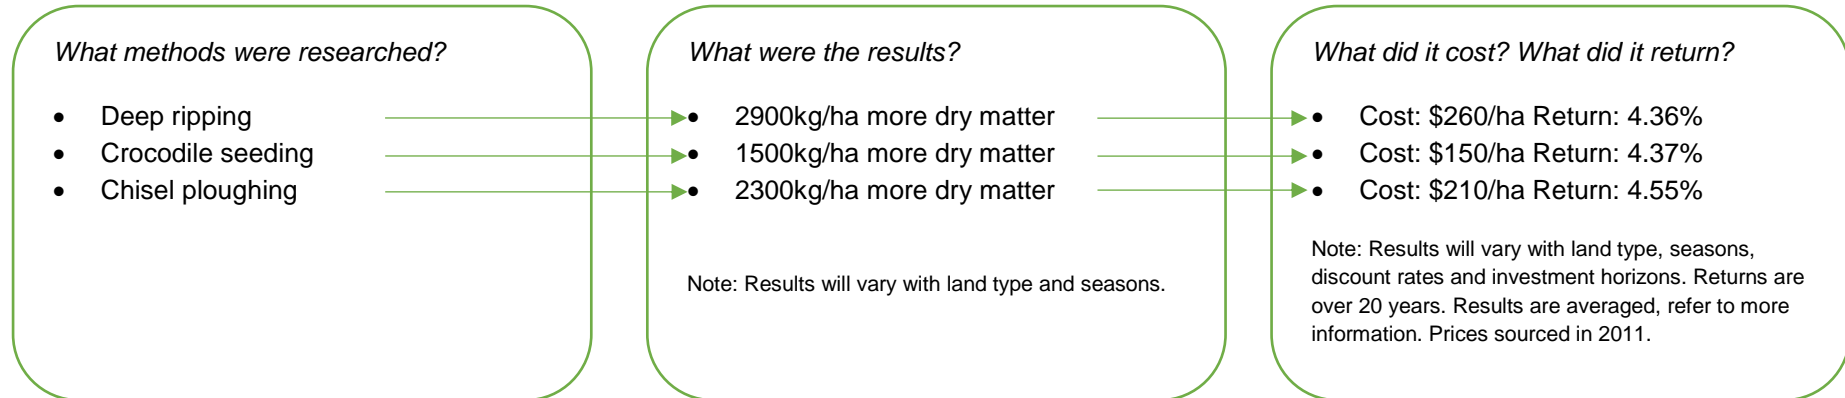 What methods were researched?
• Deep ripping
• Crocodile seeding
• Chisel ploughing
What were the results?
• 2900kg/ha more dry matter
• 1500kg/ha more dry matter
• 2300kg/ha more dry matter
Note: Results will vary with land type and seasons.
What did it cost? What did it return?
• Cost: $260/ha Return: 4.36%
• Cost: $150/ha Return: 4.37%
• Cost: $210/ha Return: 4.55%
Note: Results will vary with land type, seasons,
discount rates and investment horizons. Returns are
over 20 years. Results are averaged, refer to more
information. Prices sourced in 2011.